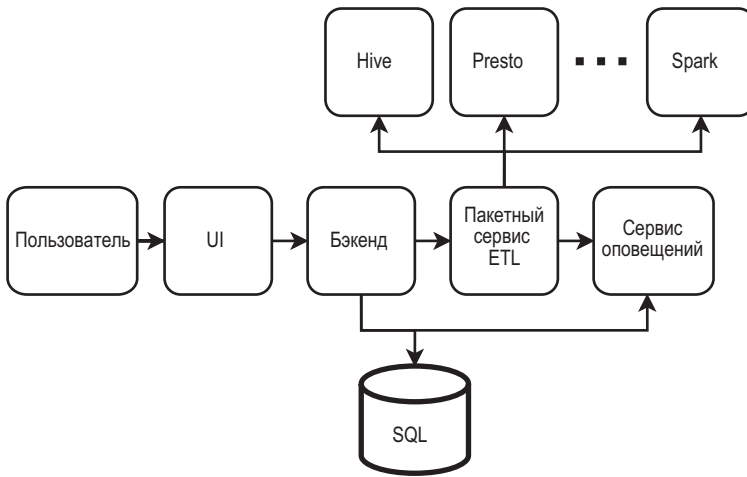 Hive
Presto
Spark
Пользователь
UI
Бэкенд
Пакетный
сервис
ETL
Сервис
оповещений
SQL